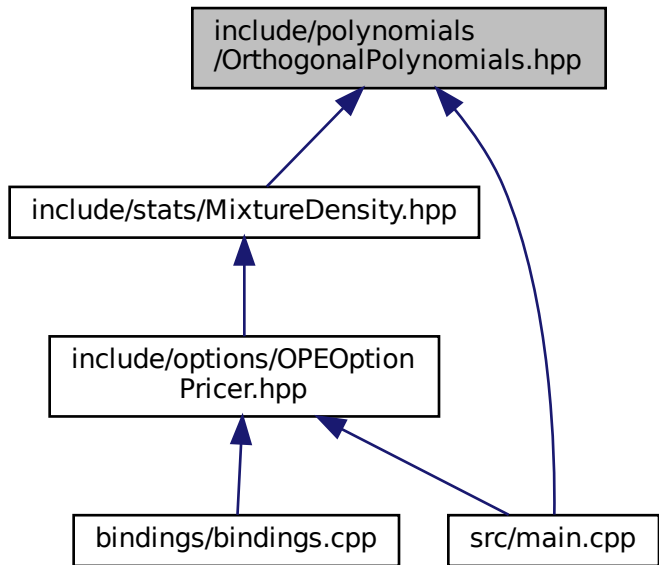 include/polynomials
/OrthogonalPolynomials.hpp
include/stats/MixtureDensity.hpp
include/options/OPEOption
Pricer.hpp
bindings/bindings.cpp
src/main.cpp